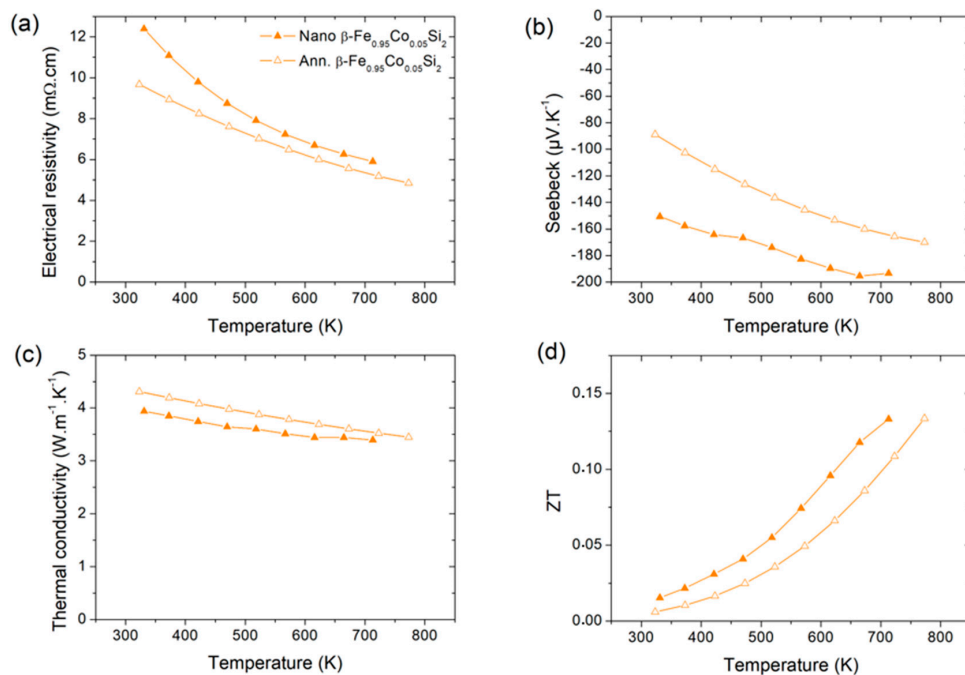 (a)
Electrical resistivity (mΩ.cm)
12
10
8
6
4
2
0
Nano β-Fe0.95Co0.05Si2
Ann. β-Fe0.95Co0.05Si2
300 400 500 600 700 800
Temperature (K)
(b)
Seebeck (µV.K⁻¹)
0
-20
-40
-60
-80
-100
-120
-140
-160
-180
-200
300 400 500 600 700 800
Temperature (K)
(c)
Thermal conductivity (W.m⁻¹.K⁻¹)
5
4
3
2
1
0
300 400 500 600 700 800
Temperature (K)
(d)
ZT
0.15
0.10
0.05
0.00
300 400 500 600 700 800
Temperature (K)